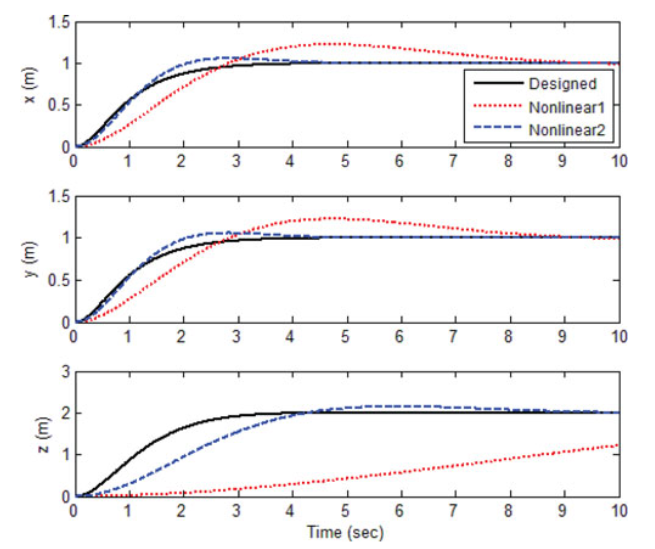 1.5
1
0.5
0
x (m)
0 1 2 3 4 5 6 7 8 9 10
Designed
Nonlinear1
Nonlinear2
1.5
1
0.5
0
y (m)
0 1 2 3 4 5 6 7 8 9 10
3
2
1
0
z (m)
0 1 2 3 4 5 6 7 8 9 10
Time (sec)